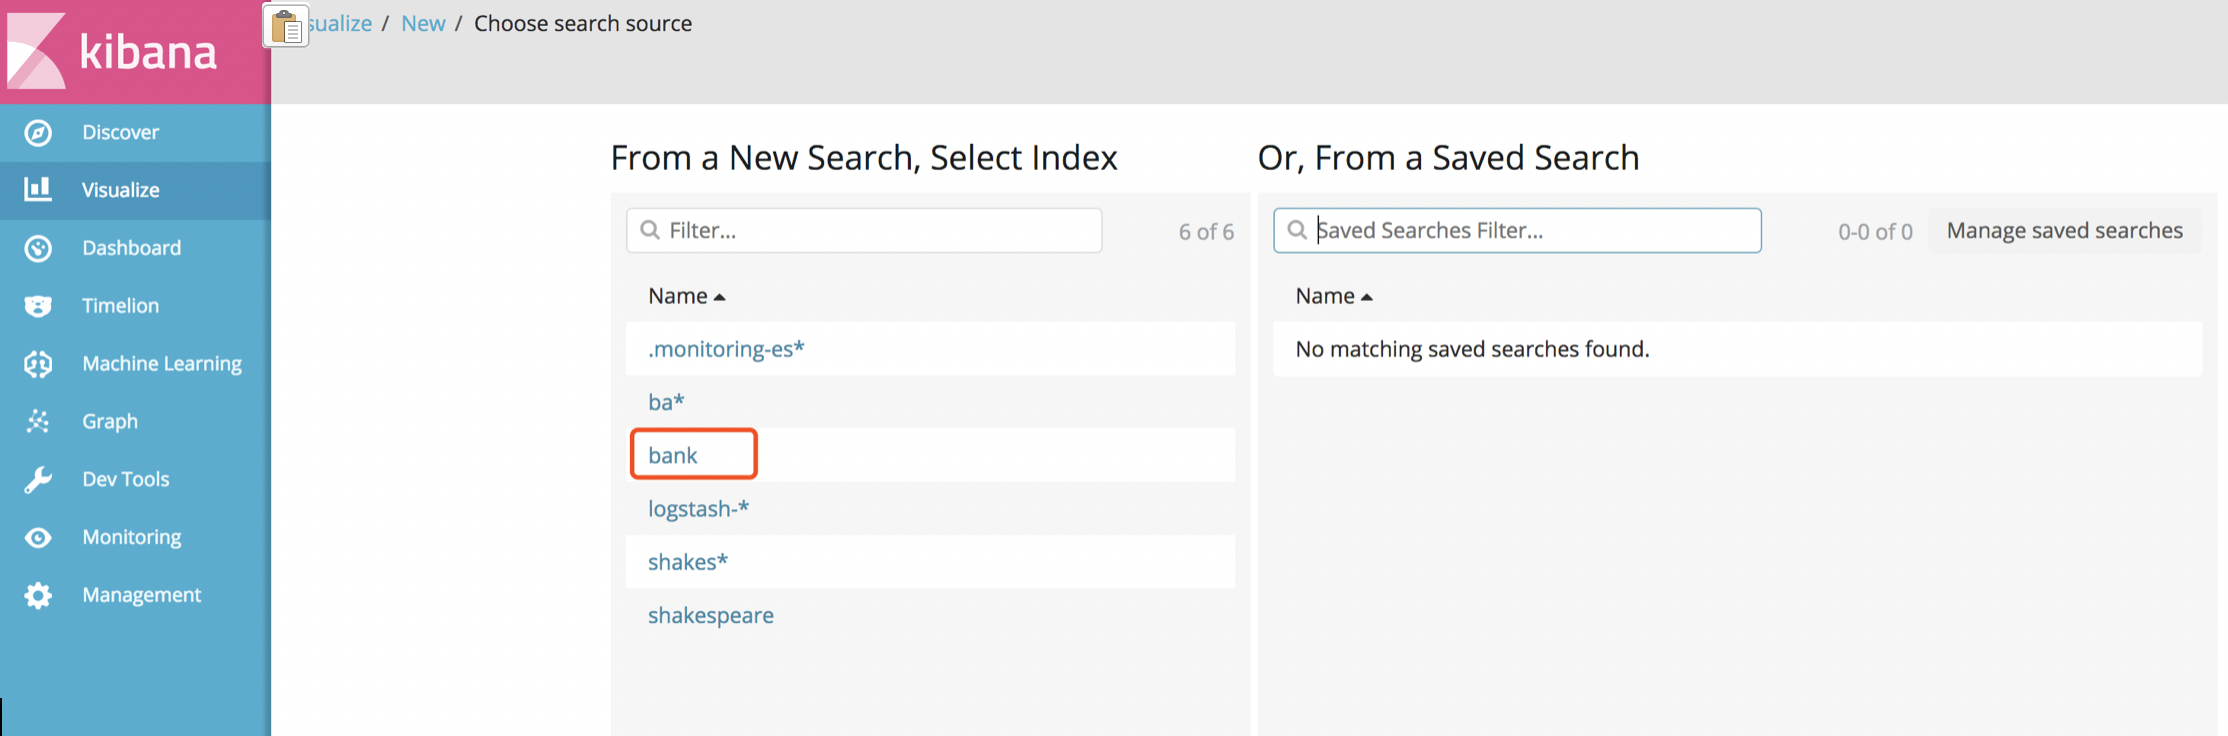 kibana
sualize / New / Choose search source
Discover
Visualize
Dashboard
Timelion
Machine Learning
Graph
Dev Tools
Monitoring
Management
From a New Search, Select Index
Filter...
6 of 6
Name
.monitoring-es*
ba*
bank
logstash-*
shakes*
shakespeare
Or, From a Saved Search
Saved Searches Filter...
0-0 of 0
Manage saved searches
Name
No matching saved searches found.